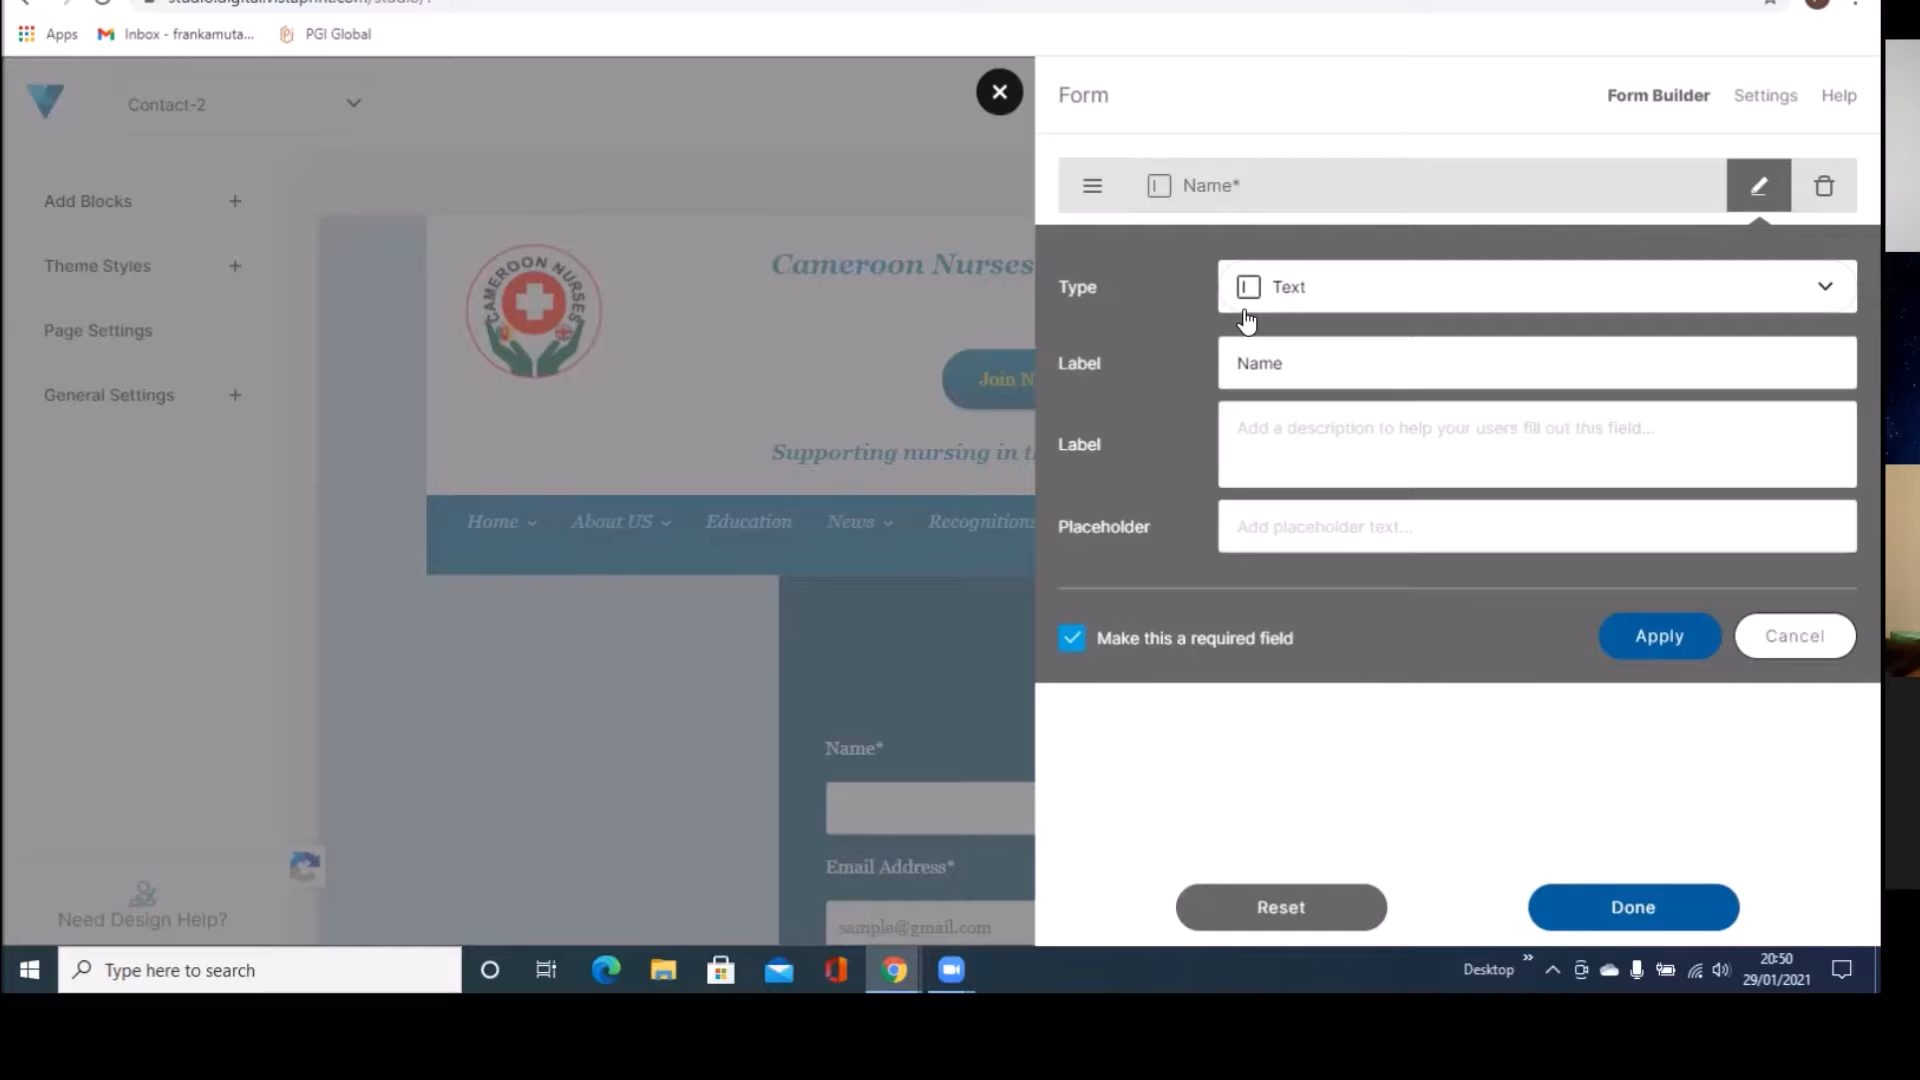 Apps
Inbox - frankamuta...
PGI Global
Contact-2
Form
Form Builder
Settings
Help
Name*
Add Blocks
Theme Styles
Page Settings
General Settings
CAMEROON NURSES
Cameroon Nurses
Join N
Supporting nursing in t
Home
About US
Education
News
Recognitions
Type
Text
Label
Name
Label
Add a description to help your users fill out this field...
Placeholder
Add placeholder text...
Make this a required field
Apply
Cancel
Name*
Email Address*
sample@gmail.com
Need Design Help?
Reset
Done
Type here to search
Desktop
20:50
29/01/2021